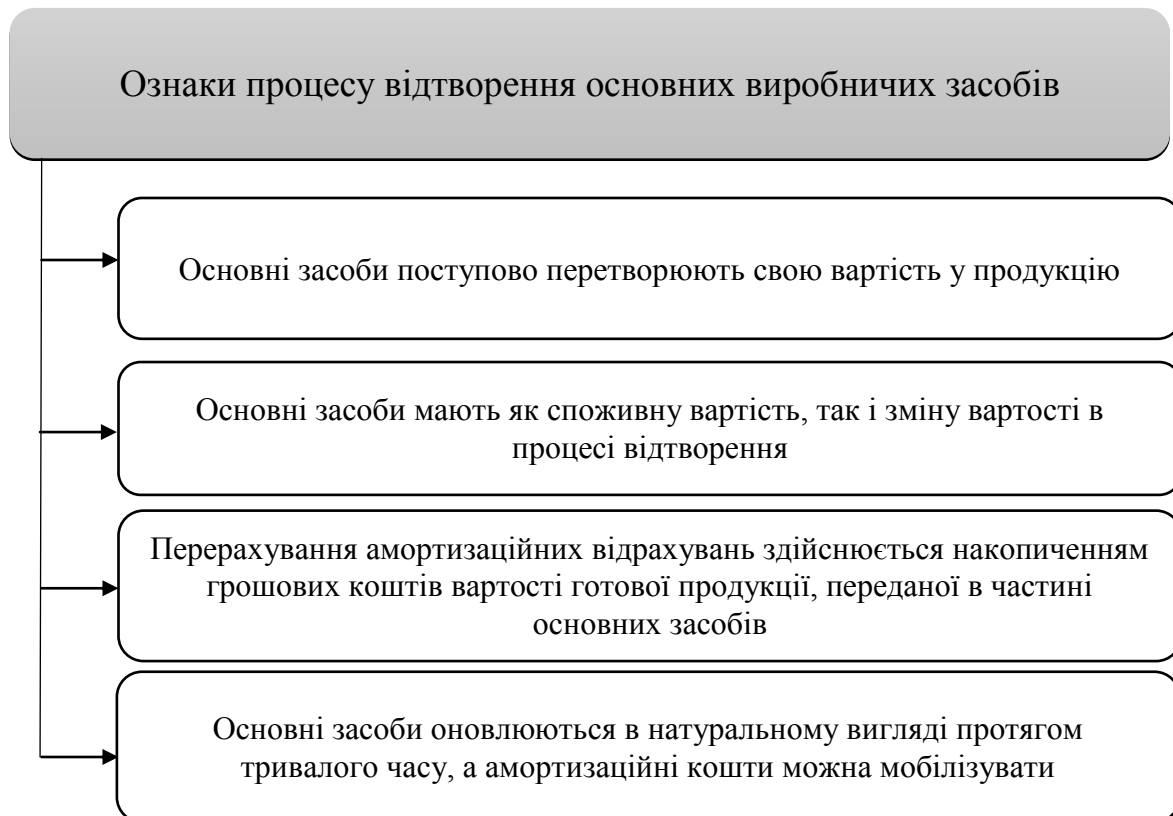 Ознаки процесу відтворення основних виробничих засобів
Основні засоби поступово перетворюють свою вартість у продукцію
Основні засоби мають як споживну вартість, так і зміну вартості в
процесі відтворення
Перерахування амортизаційних відрахувань здійснюється накопиченням
грошових коштів вартості готової продукції, переданої в частині
основних засобів
Основні засоби оновлюються в натуральному вигляді протягом
тривалого часу, а амортизаційні кошти можна мобілізувати